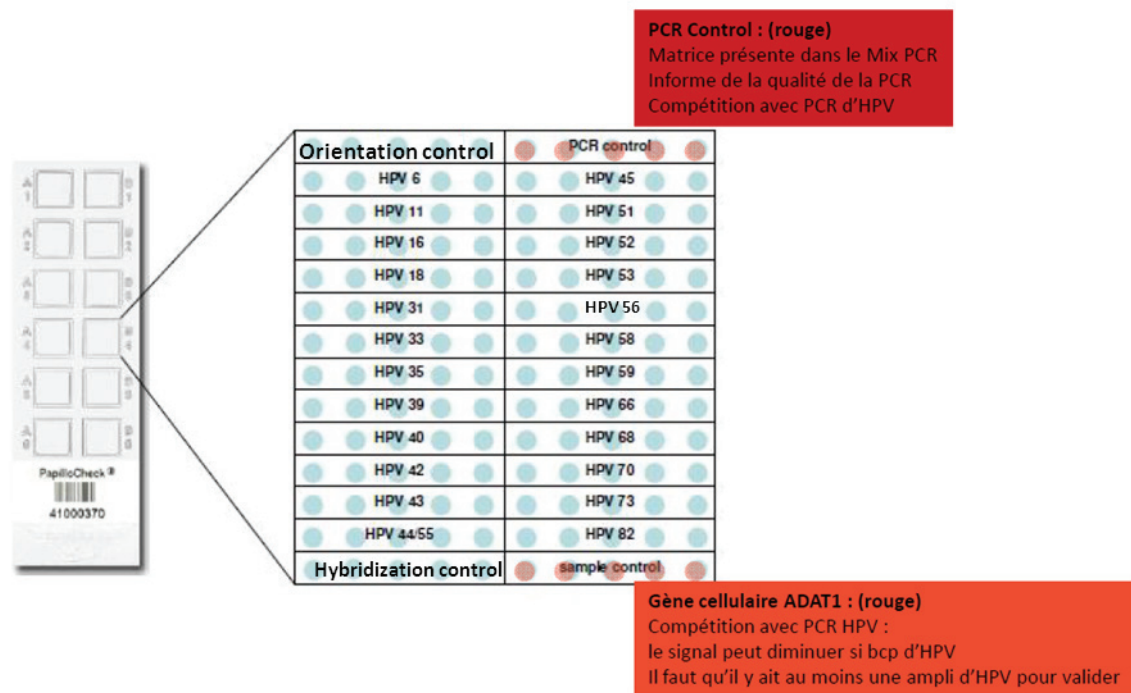 PCR Control : (rouge)
Matrice présente dans le Mix PCR
Informe de la qualité de la PCR
Compétition avec PCR d'HPV
Orientation control PCR control
HPV 6 HPV 45
HPV 11 HPV 51
HPV 16 HPV 52
HPV 18 HPV 53
HPV 31 HPV 56
HPV 33 HPV 58
HPV 35 HPV 59
HPV 39 HPV 66
HPV 40 HPV 68
HPV 42 HPV 70
HPV 43 HPV 73
HPV 44/55 HPV 82
Hybridization control sample control
PapilloCheck®
41000370
Gène cellulaire ADAT1 : (rouge)
Compétition avec PCR HPV :
le signal peut diminuer si bcp d'HPV
Il faut qu'il y ait au moins une ampli d'HPV pour valider